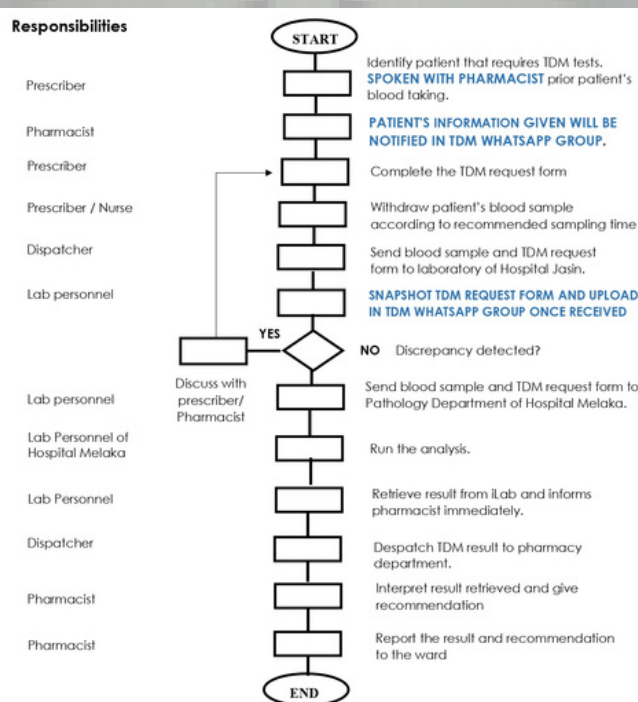 Responsibilities
START
Identify patient that requires TDM tests.
Prescriber
SPOKEN WITH PHARMACIST prior patient's
blood taking.
Pharmacist
PATIENT'S INFORMATION GIVEN WILL BE
NOTIFIED IN TDM WHATSAPP GROUP.
Prescriber
Complete the TDM request form
Prescriber / Nurse
Withdraw patient's blood sample
according to recommended sampling time
Dispatcher
Send blood sample and TDM request
form to laboratory of Hospital Jasin.
Lab personnel
SNAPSHOT TDM REQUEST FORM AND UPLOAD
IN TDM WHATSAPP GROUP ONCE RECEIVED
YES
NO Discrepancy detected?
Discuss with
prescriber/
Pharmacist
Lab personnel
Send blood sample and TDM request form to
Pathology Department of Hospital Melaka.
Lab Personnel of
Hospital Melaka
Run the analysis.
Lab Personnel
Retrieve result from iLab and informs
pharmacist immediately.
Dispatcher
Despatch TDM result to pharmacy
department.
Pharmacist
Interpret result retrieved and give
recommendation
Pharmacist
Report the result and recommendation
to the ward
END